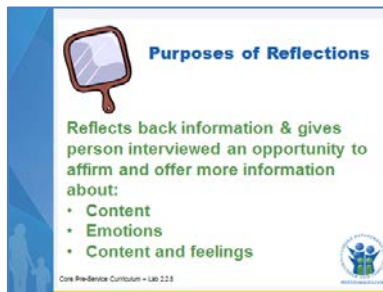 Purposes of Reflections
Reflects back information & gives
person interviewed an opportunity to
affirm and offer more information
about:
• Content
• Emotions
• Content and feelings
Core Pre-Service Curriculum – Lab 2.2.5